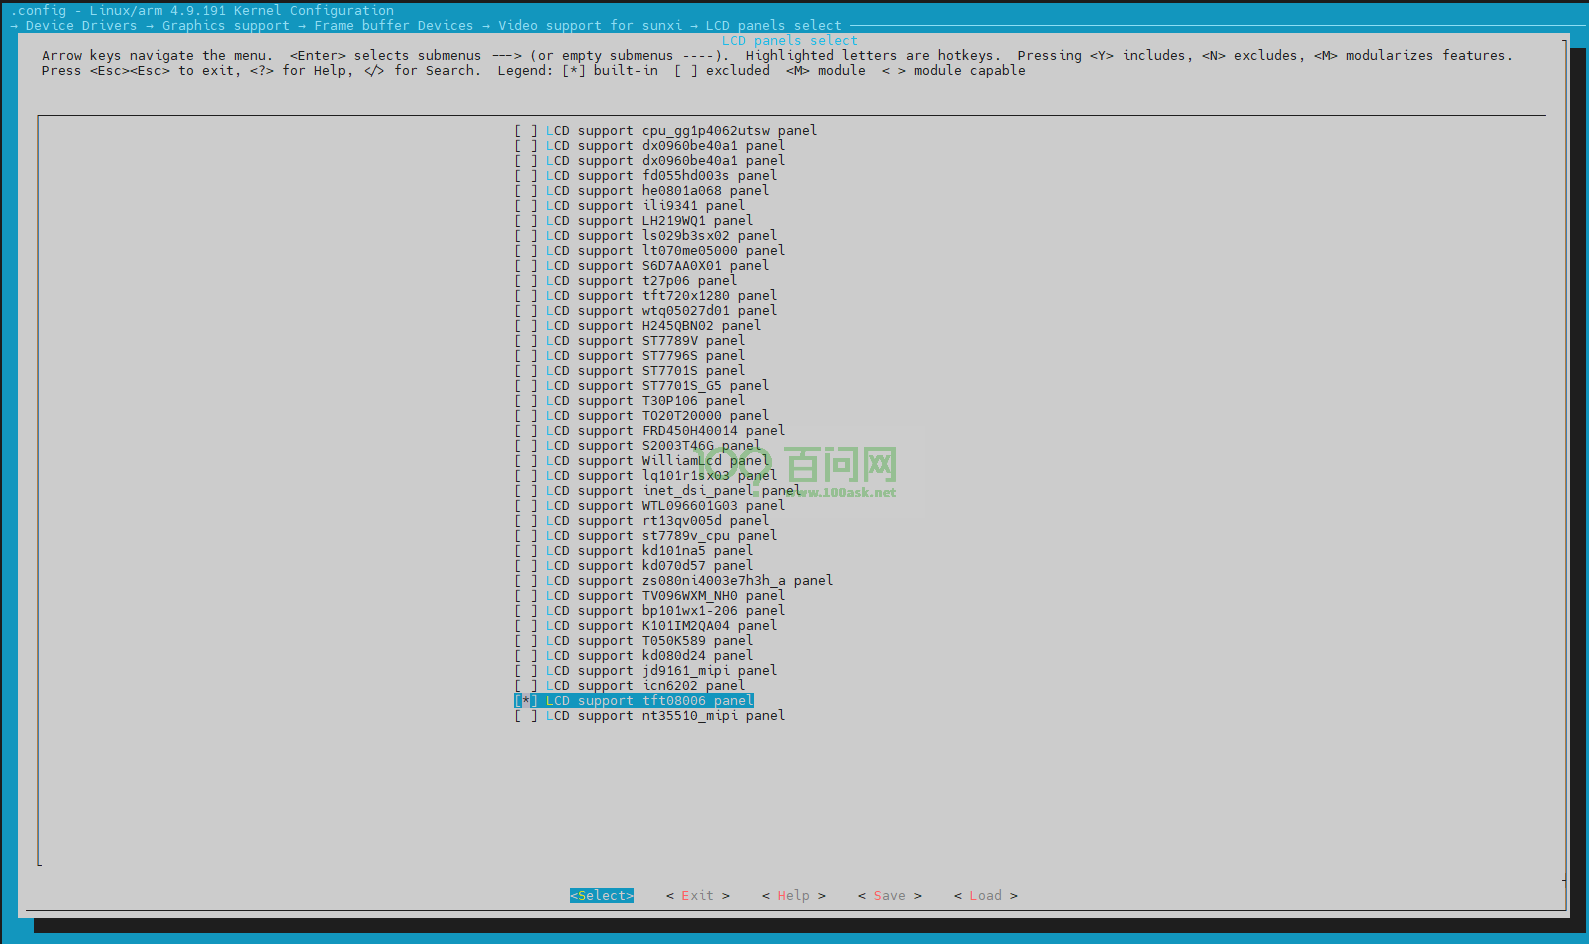 .config - Linux/arm 4.9.191 Kernel Configuration
→ Device Drivers → Graphics support → Frame buffer Devices → Video support for sunxi → LCD panels select
LCD panels select
Arrow keys navigate the menu.  <Enter> selects submenus ---> (or empty submenus ----).  Highlighted letters are hotkeys.  Pressing <Y> includes, <N> excludes, <M> modularizes features.
Press <Esc><Esc> to exit, <?> for Help, </> for Search.  Legend: [*] built-in  [ ] excluded  <M> module  < > module capable
[ ] LCD support cpu_gg1p4062utsw panel
[ ] LCD support dx0960be40a1 panel
[ ] LCD support dx0960be40a1 panel
[ ] LCD support fd055hd003s panel
[ ] LCD support he0801a068 panel
[ ] LCD support ili9341 panel
[ ] LCD support LH219WQ1 panel
[ ] LCD support ls029b3sx02 panel
[ ] LCD support lt070me05000 panel
[ ] LCD support S6D7AA0X01 panel
[ ] LCD support t27p06 panel
[ ] LCD support tft720x1280 panel
[ ] LCD support wtq05027d01 panel
[ ] LCD support H245QBN02 panel
[ ] LCD support ST7789V panel
[ ] LCD support ST7796S panel
[ ] LCD support ST7701S panel
[ ] LCD support ST7701S_G5 panel
[ ] LCD support T30P106 panel
[ ] LCD support TO20T20000 panel
[ ] LCD support FRD450H40014 panel
[ ] LCD support S2003T46G panel
[ ] LCD support WilliamLcd panel
[ ] LCD support lq101r1sx03 panel
[ ] LCD support inet_dsi_panel panel
[ ] LCD support WTL096601G03 panel
[ ] LCD support rt13qv005d panel
[ ] LCD support st7789v_cpu panel
[ ] LCD support kd101na5 panel
[ ] LCD support kd070d57 panel
[ ] LCD support zs080ni4003e7h3h_a panel
[ ] LCD support TV096WXM_NH0 panel
[ ] LCD support bp101wx1-206 panel
[ ] LCD support K101IM2QA04 panel
[ ] LCD support T050K589 panel
[ ] LCD support kd080d24 panel
[ ] LCD support jd9161_mipi panel
[ ] LCD support icn6202 panel
[*] LCD support tft08006 panel
[ ] LCD support nt35510_mipi panel
100 百问网
www.100ask.net
<Select>    < Exit >    < Help >    < Save >    < Load >